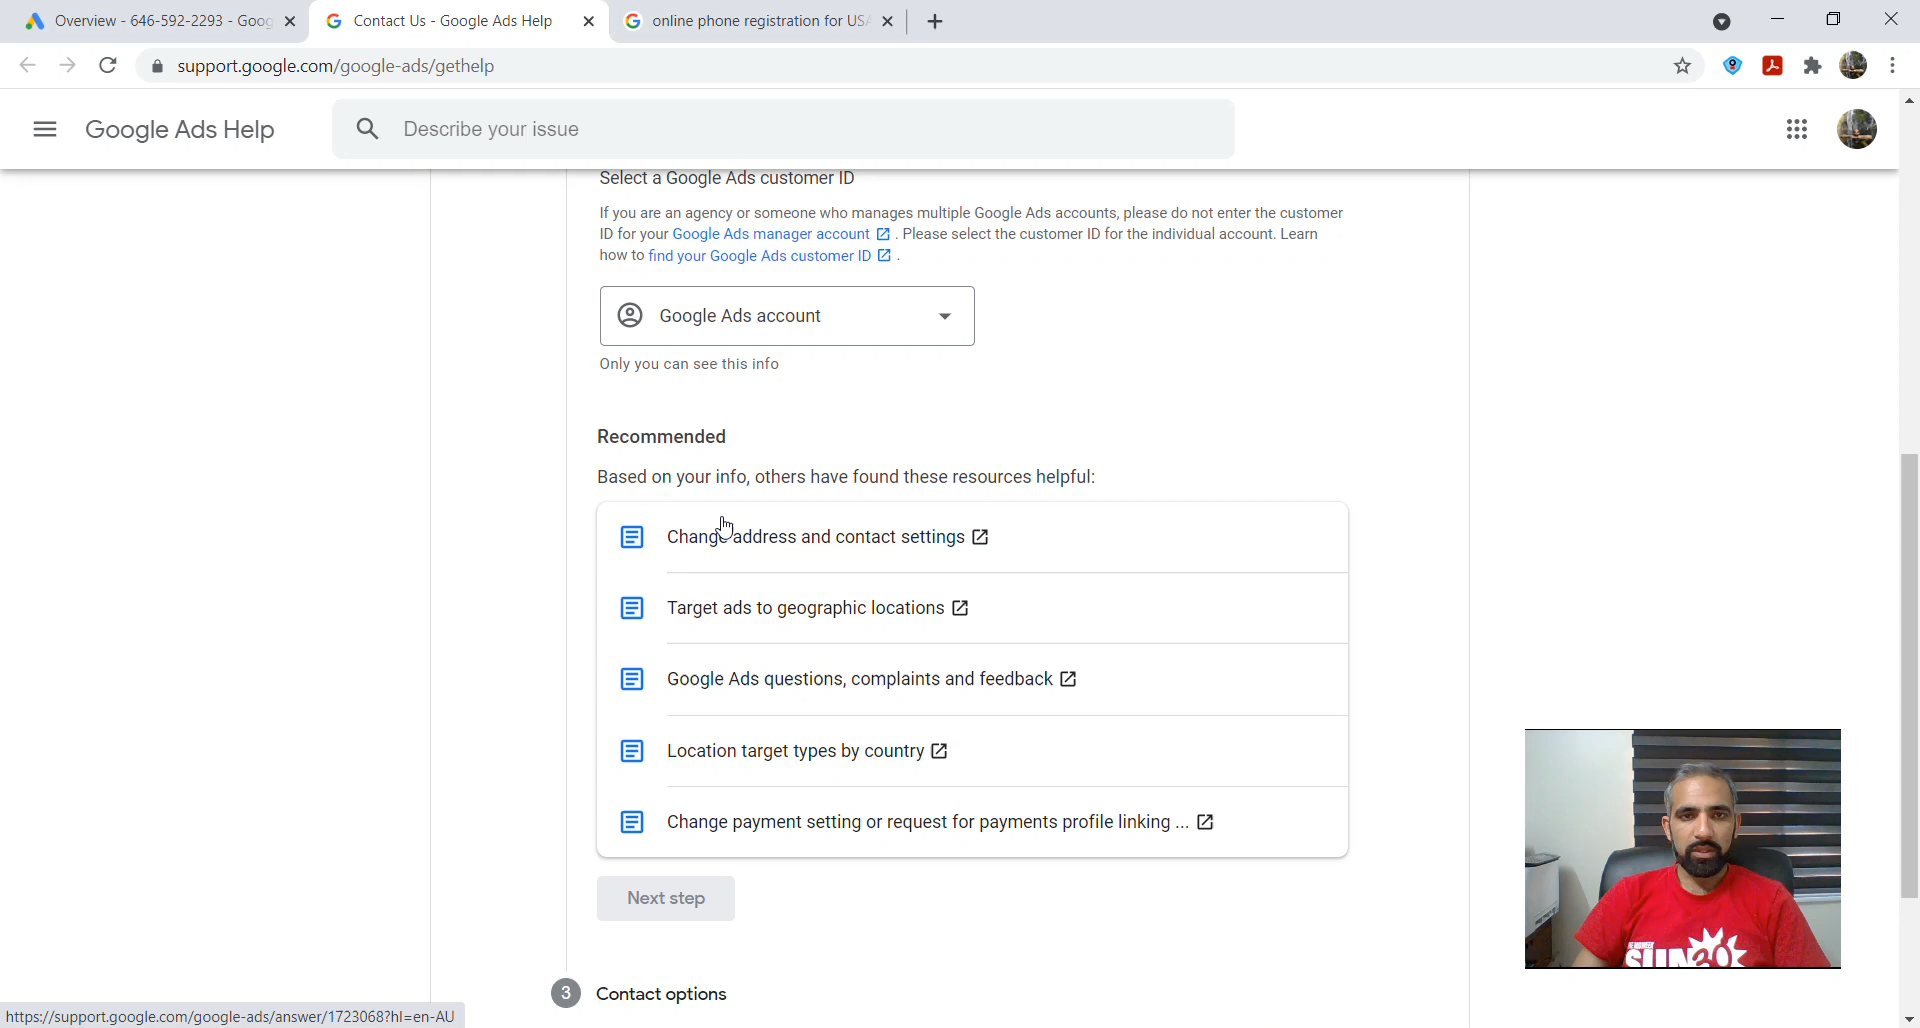 Overview - 646-592-2293 - Goog
Contact Us - Google Ads Help
online phone registration for USA
support.google.com/google-ads/gethelp
Google Ads Help
Describe your issue
Select a Google Ads customer ID
If you are an agency or someone who manages multiple Google Ads accounts, please do not enter the customer
ID for your Google Ads manager account . Please select the customer ID for the individual account. Learn
how to find your Google Ads customer ID .
Google Ads account
Only you can see this info
Recommended
Based on your info, others have found these resources helpful:
Change address and contact settings
Target ads to geographic locations
Google Ads questions, complaints and feedback
Location target types by country
Change payment setting or request for payments profile linking ...
Next step
3 Contact options
https://support.google.com/google-ads/answer/1723068?hl=en-AU